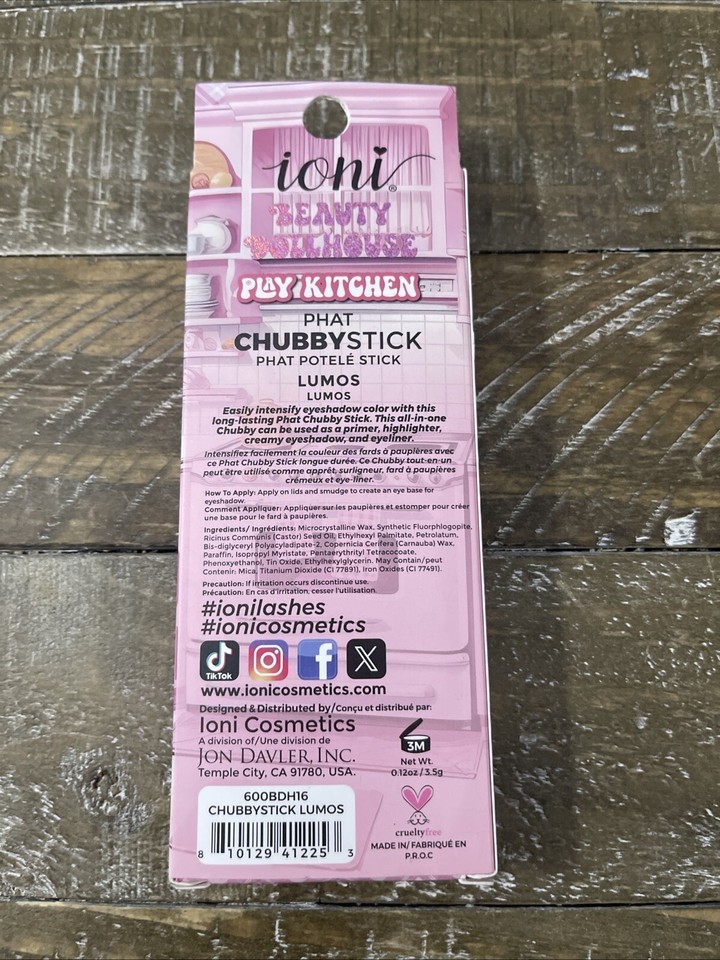 ioni®
BEAUTY
DOLLHOUSE
PLAY KITCHEN
PHAT
CHUBBYSTICK
PHAT POTELÉ STICK
LUMOS
LUMOS
Easily intensify eyeshadow color with this
long-lasting Phat Chubby Stick. This all-in-one
Chubby can be used as a primer, highlighter,
creamy eyeshadow, and eyeliner.
Intensifiez facilement la couleur des fards à paupières avec
ce Phat Chubby Stick longue durée. Ce Chubby tout-en-un
peut être utilisé comme apprêt, surligneur, fard à paupières
crémeux et eye-liner.
How To Apply: Apply on lids and smudge to create an eye base for
eyeshadow.
Comment Appliquer: Appliquer sur les paupières et estomper pour créer
une base pour le fard à paupières.
Ingredients/ Ingrédients: Microcrystalline Wax, Synthetic Fluorphlogopite,
Ricinus Communis (Castor) Seed Oil, Ethylhexyl Palmitate, Petrolatum,
Bis-diglyceryl Polyacyladipate-2, Copernicia Cerifera (Carnauba) Wax,
Paraffin, Isopropyl Myristate, Pentaerythrityl Tetracocoate,
Phenoxyethanol, Tin Oxide, Ethylhexylglycerin. May Contain/peut
Contenir: Mica, Titanium Dioxide (CI 77891), Iron Oxides (CI 77491).
Precaution: If irritation occurs discontinue use.
Précaution: En cas d'irritation, cesser l'utilisation.
#ionilashes
#ionicosmetics
TikTok
www.ionicosmetics.com
Designed & Distributed by/Conçu et distribué par:
Ioni Cosmetics
A division of/Une division de
JON DAVLER, INC.
Temple City, CA 91780, USA.
3M
Net Wt.
0.12oz / 3.5g
600BDH16
CHUBBYSTICK LUMOS
8 10129 41225 3
crueltyfree
MADE IN/ FABRIQUÉ EN
P.R.O.C